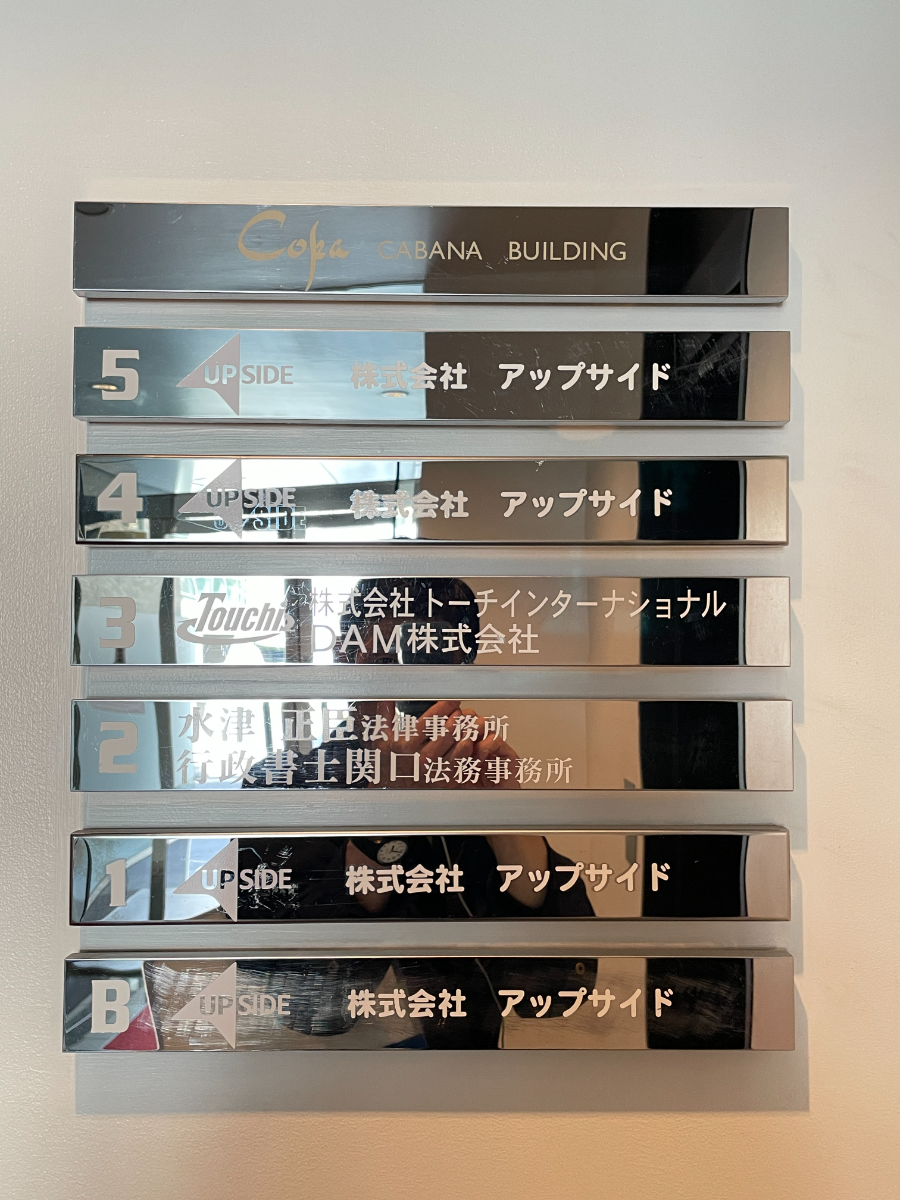 Copa CABANA BUILDING
5 UPSIDE 株式会社 アップサイド
4 UPSIDE 株式会社 アップサイド
3 Touchis 株式会社 トーチインターナショナル
DAM株式会社
2 水津 正臣法律事務所
行政書士関口法務事務所
1 UPSIDE 株式会社 アップサイド
B UPSIDE 株式会社 アップサイド